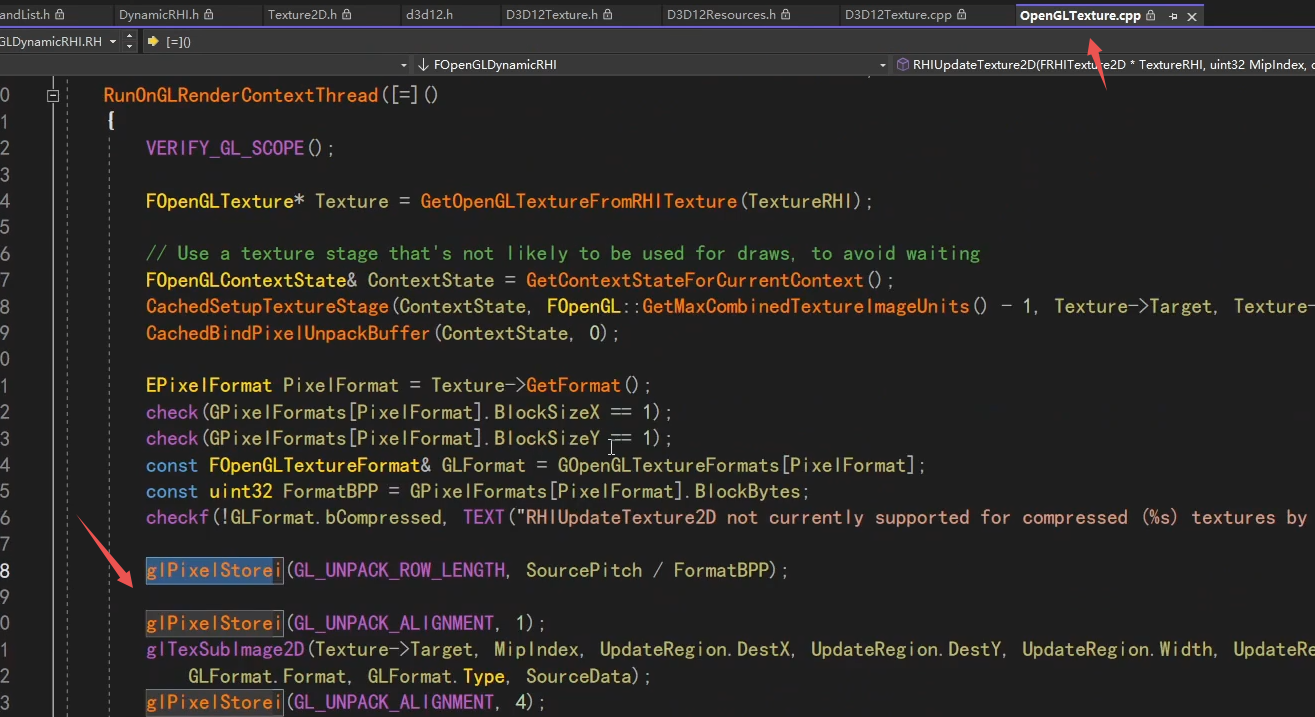 andList.h DynamicRHI.h Texture2D.h d3d12.h D3D12Texture.h D3D12Resources.h D3D12Texture.cpp OpenGLTexture.cpp
GLDynamicRHI.RH [=]()
FOpenGLDynamicRHI RHIUpdateTexture2D(FRHITexture2D * TextureRHI, uint32 MipIndex, c
0 RunOnGLRenderContextThread([=]()
1 {
2 VERIFY_GL_SCOPE();
3
4 FOpenGLTexture* Texture = GetOpenGLTextureFromRHITexture(TextureRHI);
5
6 // Use a texture stage that's not likely to be used for draws, to avoid waiting
7 FOpenGLContextState& ContextState = GetContextStateForCurrentContext();
8 CachedSetupTextureStage(ContextState, FOpenGL::GetMaxCombinedTextureImageUnits() - 1, Texture->Target, Texture-
9 CachedBindPixelUnpackBuffer(ContextState, 0);
0
1 EPixelFormat PixelFormat = Texture->GetFormat();
2 check(GPixelFormats[PixelFormat].BlockSizeX == 1);
3 check(GPixelFormats[PixelFormat].BlockSizeY == 1);
4 const FOpenGLTextureFormat& GLFormat = GOpenGLTextureFormats[PixelFormat];
5 const uint32 FormatBPP = GPixelFormats[PixelFormat].BlockBytes;
6 checkf(!GLFormat.bCompressed, TEXT("RHIUpdateTexture2D not currently supported for compressed (%s) textures by
7
8 glPixelStorei(GL_UNPACK_ROW_LENGTH, SourcePitch / FormatBPP);
9
0 glPixelStorei(GL_UNPACK_ALIGNMENT, 1);
1 glTexSubImage2D(Texture->Target, MipIndex, UpdateRegion.DestX, UpdateRegion.DestY, UpdateRegion.Width, UpdateRe
2 GLFormat.Format, GLFormat.Type, SourceData);
3 glPixelStorei(GL_UNPACK_ALIGNMENT, 4);